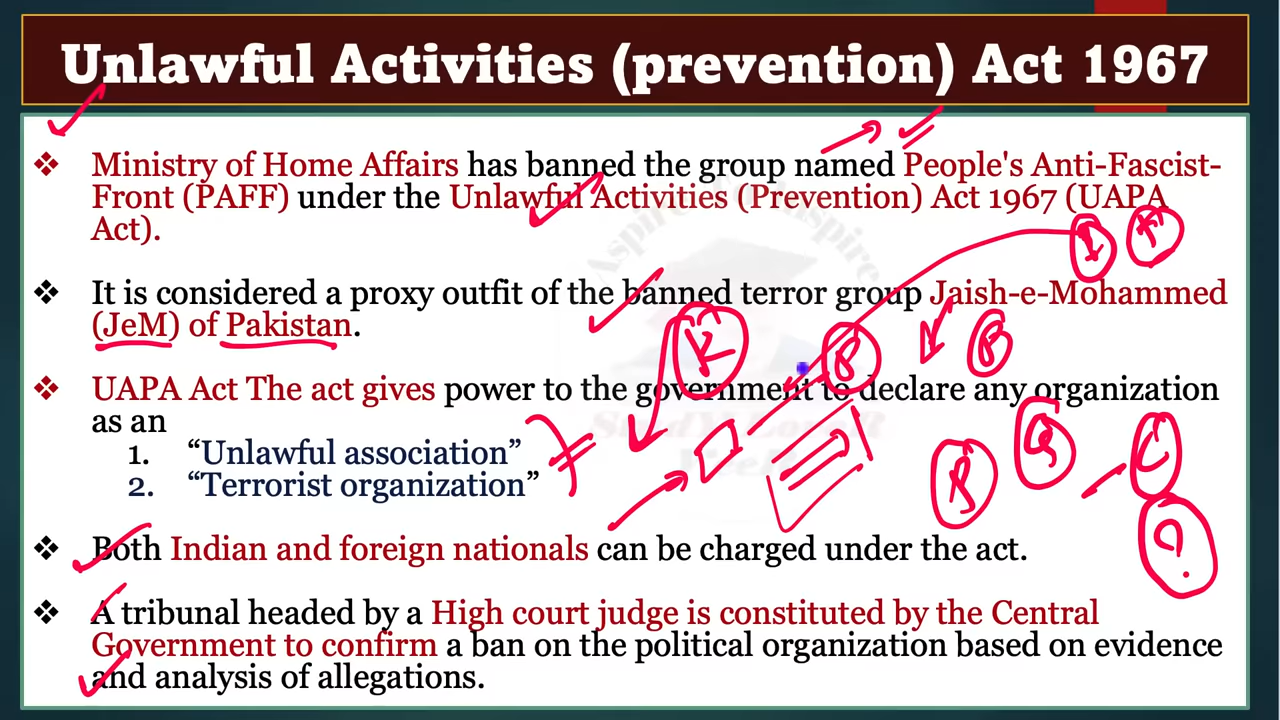 Unlawful Activities (prevention) Act 1967
❖ Ministry of Home Affairs has banned the group named People's Anti-Fascist-
Front (PAFF) under the Unlawful Activities (Prevention) Act 1967 (UAPA
Act).
❖ It is considered a proxy outfit of the banned terror group Jaish-e-Mohammed
(JeM) of Pakistan.
❖ UAPA Act The act gives power to the government to declare any organization
as an
1. “Unlawful association”
2. “Terrorist organization”
❖ Both Indian and foreign nationals can be charged under the act.
❖ A tribunal headed by a High court judge is constituted by the Central
Government to confirm a ban on the political organization based on evidence
and analysis of allegations.